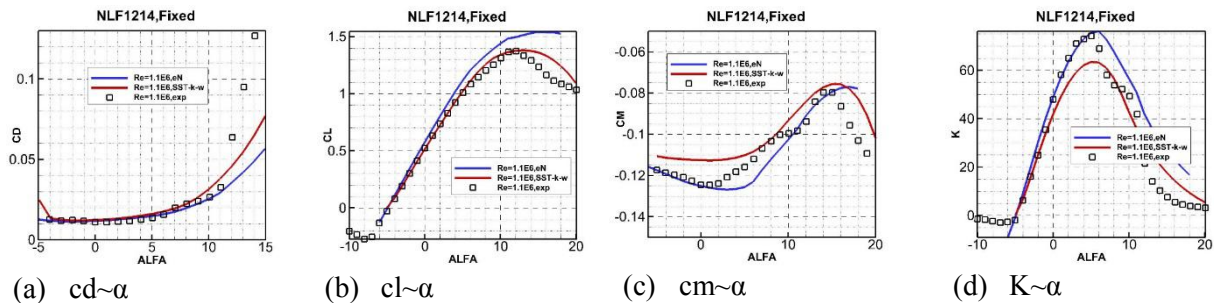 NLF1214,Fixed
CD
0.1
0.05
0
Re=1.1E6,eN
Re=1.1E6,SST-k-w
Re=1.1E6,exp
-5 0 5 10 15
ALFA
(a) cd~α
NLF1214,Fixed
CL
1.5
1
0.5
0
Re=1.1E6,eN
Re=1.1E6,SST-k-w
Re=1.1E6,exp
-10 0 10 20
ALFA
(b) cl~α
NLF1214,Fixed
CM
-0.06
-0.08
-0.1
-0.12
-0.14
Re=1.1E6,eN
Re=1.1E6,SST-k-w
Re=1.1E6,exp
0 10 20
ALFA
(c) cm~α
NLF1214,Fixed
K
60
40
20
0
Re=1.1E6,eN
Re=1.1E6,SST-k-w
Re=1.1E6,exp
-10 0 10 20
ALFA
(d) K~α